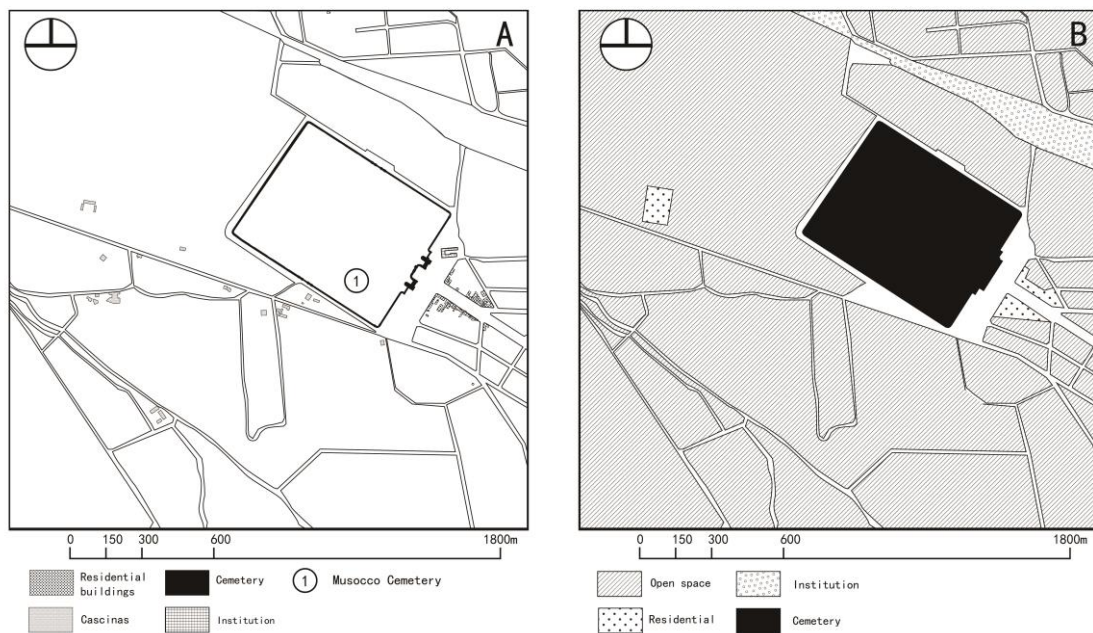 A
B
1
0 150 300 600 1800m
0 150 300 600 1800m
Residential buildings
Cemetery
1 Musocco Cemetery
Cascinas
Institution
Open space
Institution
Residential
Cemetery